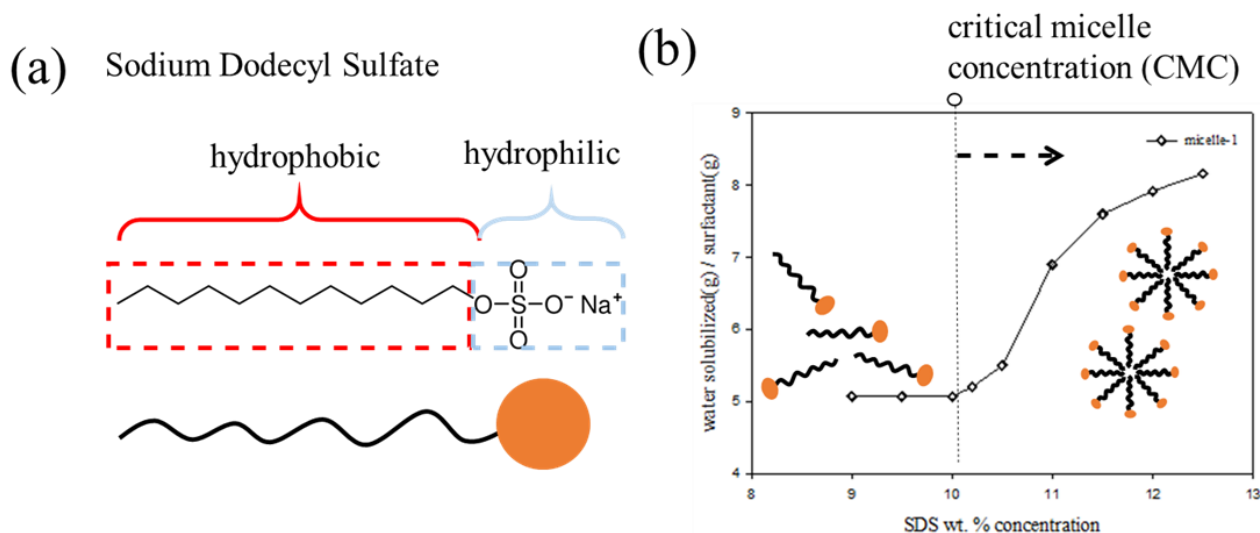 (a) Sodium Dodecyl Sulfate
hydrophobic
hydrophilic
O
O S O⁻ Na⁺
O
(b)
critical micelle
concentration (CMC)
micelle-1
water solubilized(g) / surfactant(g)
9
8
7
6
5
4
8 9 10 11 12 13
SDS wt. % concentration